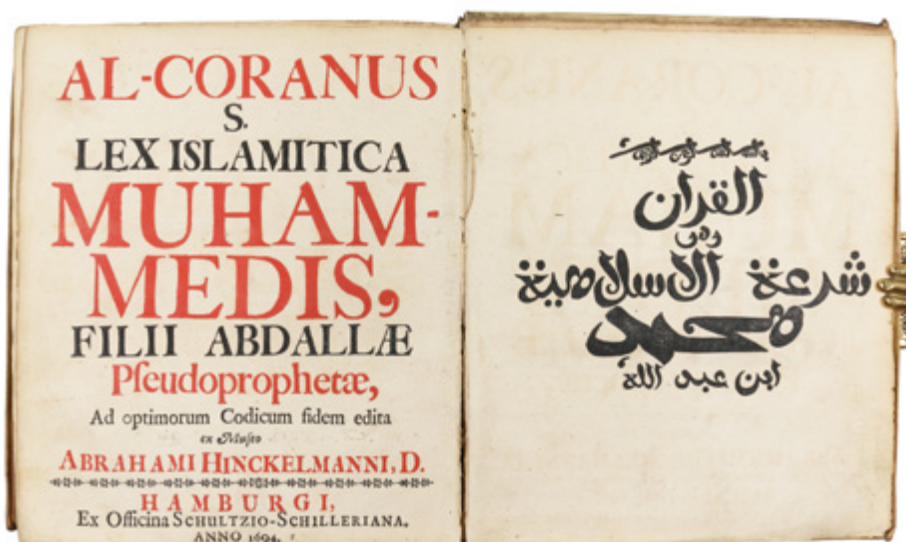 AL-CORANUS
S.
LEX ISLAMITICA
MUHAM-
MEDIS,
FILII ABDALLÆ
Pſeudoprophetæ,
Ad optimorum Codicum fidem edita
ex Muſeo
ABRAHAMI HINCKELMANNI, D.
HAMBURGI,
Ex Officina SCHULTZIO-SCHILLERIANA,
ANNO 1694.
القران
وهو
شرعة الاسلامية
محمد
ابن عبد الله